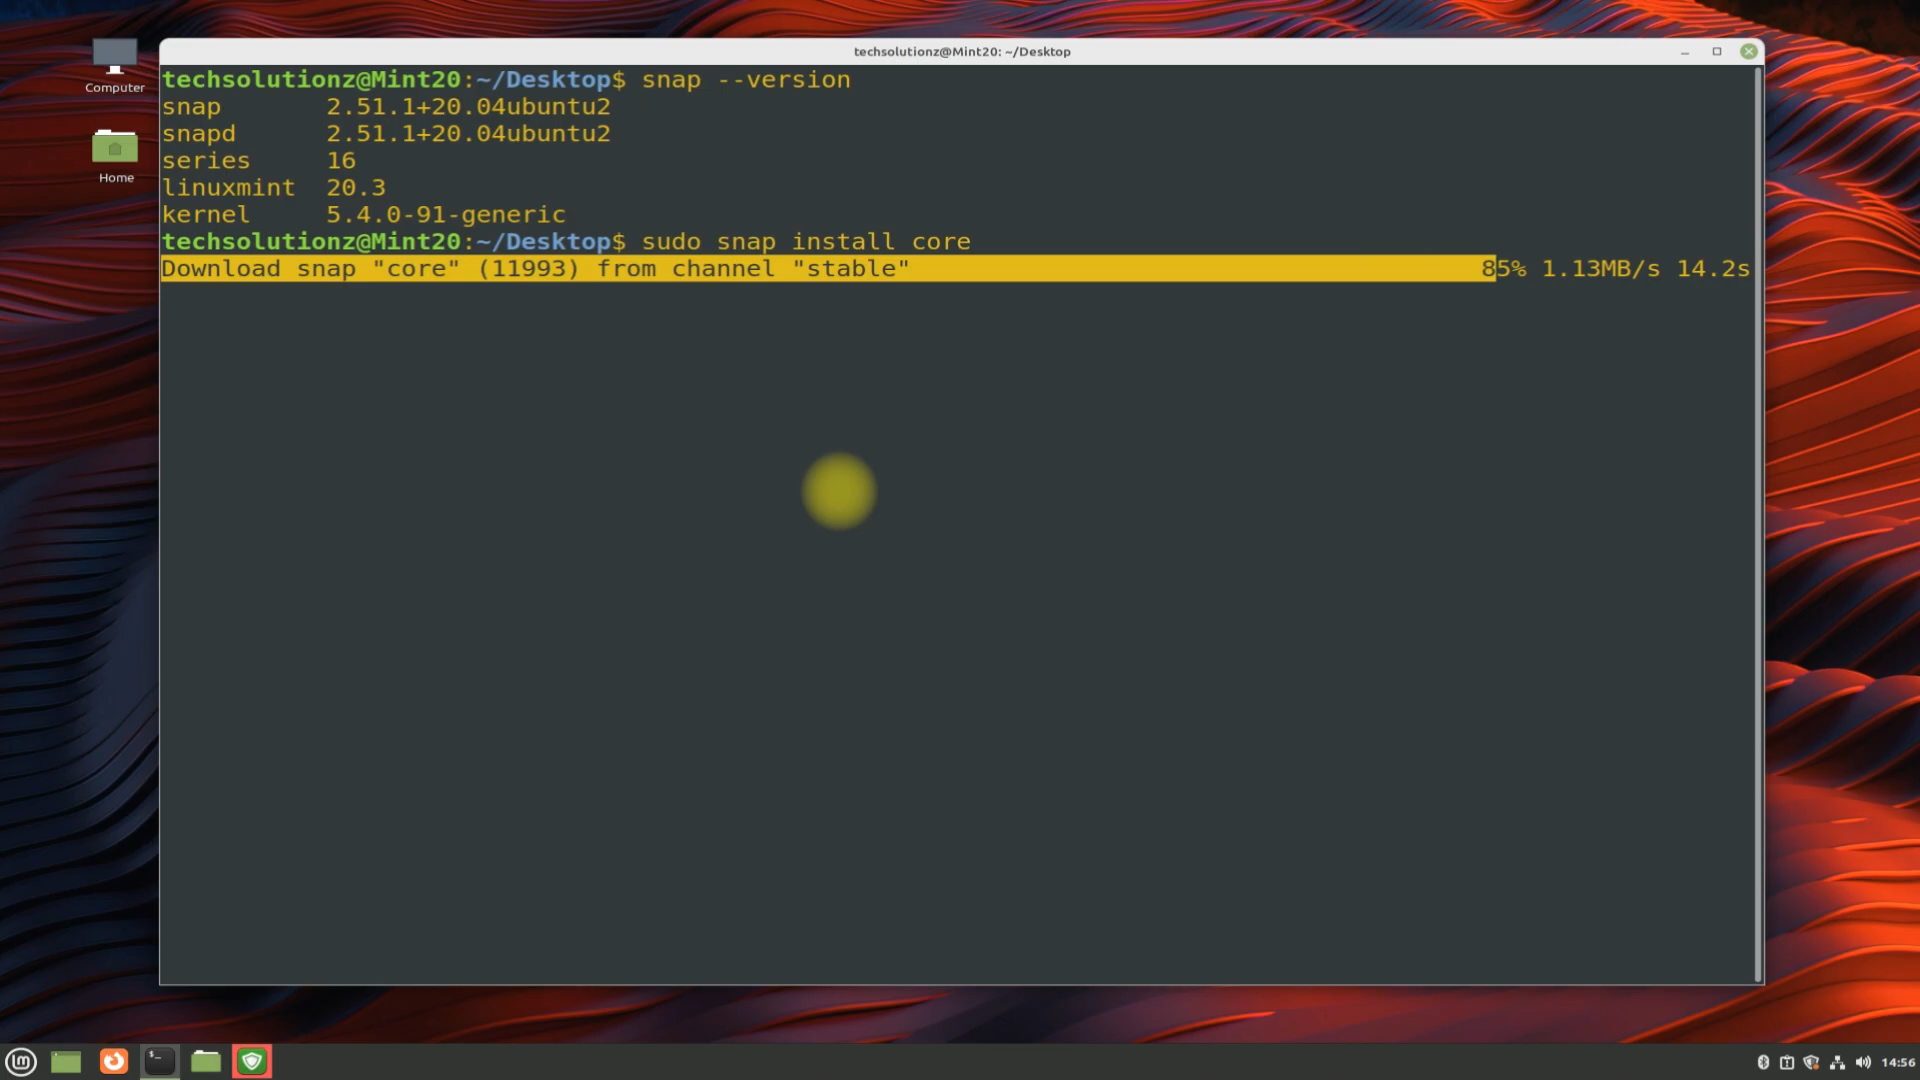 techsolutionz@Mint20: ~/Desktop
Computer
Home
techsolutionz@Mint20:~/Desktop$ snap --version
snap 2.51.1+20.04ubuntu2
snapd 2.51.1+20.04ubuntu2
series 16
linuxmint 20.3
kernel 5.4.0-91-generic
techsolutionz@Mint20:~/Desktop$ sudo snap install core
Download snap "core" (11993) from channel "stable" 85% 1.13MB/s 14.2s
14:56